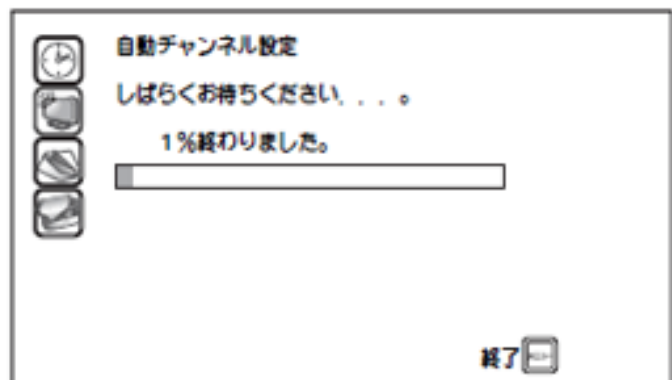 自動チャンネル設定
しばらくお待ちください．．．。
1％終わりました。
終了